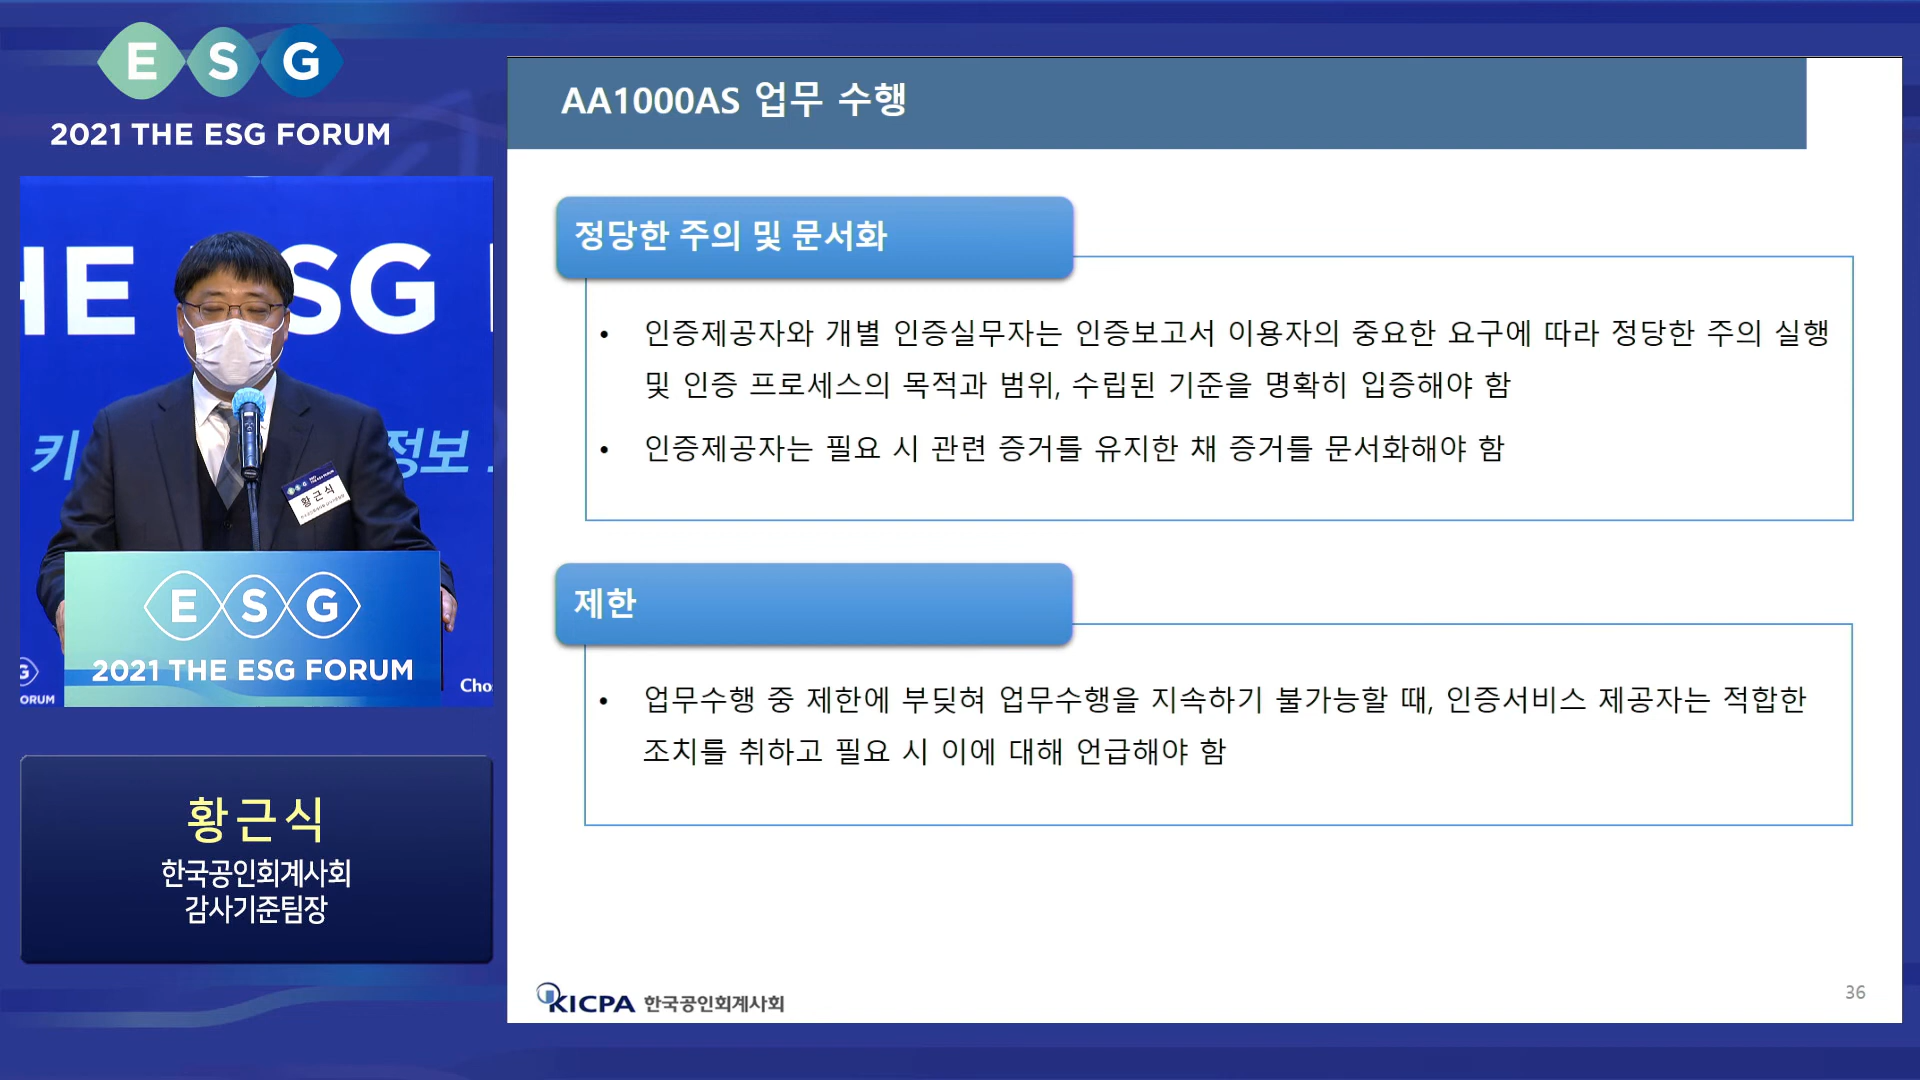 E S G
2021 THE ESG FORUM
HE ESG
키
정보
황근식
E S G
2021 THE ESG FORUM
G
ORUM
Cho
황근식
한국공인회계사회
감사기준팀장
AA1000AS 업무 수행
정당한 주의 및 문서화
• 인증제공자와 개별 인증실무자는 인증보고서 이용자의 중요한 요구에 따라 정당한 주의 실행
및 인증 프로세스의 목적과 범위, 수립된 기준을 명확히 입증해야 함
• 인증제공자는 필요 시 관련 증거를 유지한 채 증거를 문서화해야 함
제한
• 업무수행 중 제한에 부딪혀 업무수행을 지속하기 불가능할 때, 인증서비스 제공자는 적합한
조치를 취하고 필요 시 이에 대해 언급해야 함
KICPA 한국공인회계사회
36